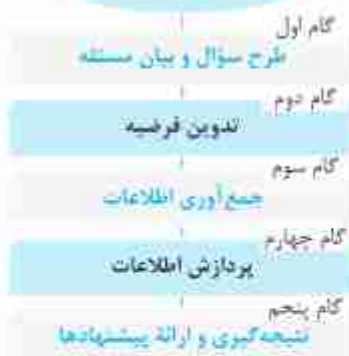 گام اول
طرح سؤال و بیان مسئله
گام دوم
تدوین فرضیه
گام سوم
جمع‌آوری اطلاعات
گام چهارم
پردازش اطلاعات
گام پنجم
نتیجه‌گیری و ارائهٔ پیشنهادها